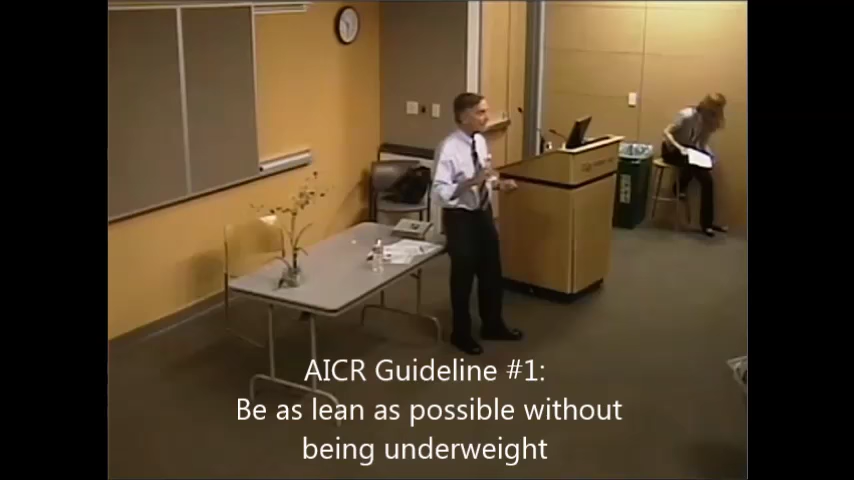 AICR Guideline #1:
Be as lean as possible without
being underweight